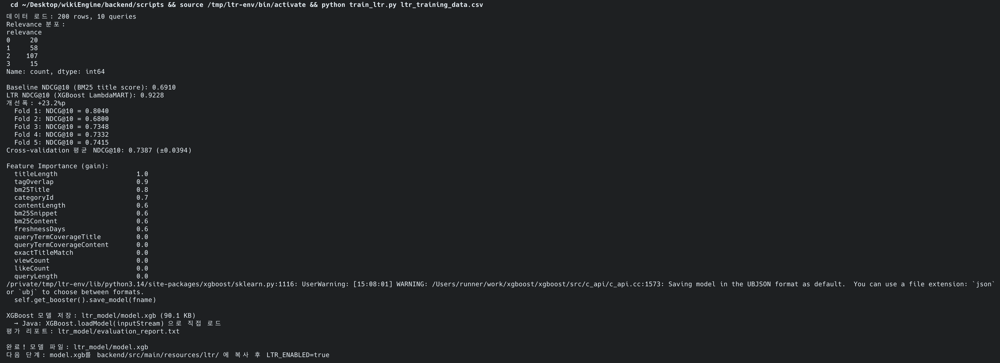 cd ~/Desktop/wikiEngine/backend/scripts && source /tmp/ltr-env/bin/activate && python train_ltr.py ltr_training_data.csv
데이터 로드: 200 rows, 10 queries
Relevance 분포:
relevance
0 20
1 58
2 107
3 15
Name: count, dtype: int64
Baseline NDCG@10 (BM25 title score): 0.6910
LTR NDCG@10 (XGBoost LambdaMART): 0.9228
개선폭: +23.2%p
Fold 1: NDCG@10 = 0.8040
Fold 2: NDCG@10 = 0.6800
Fold 3: NDCG@10 = 0.7348
Fold 4: NDCG@10 = 0.7332
Fold 5: NDCG@10 = 0.7415
Cross-validation 평균 NDCG@10: 0.7387 (±0.0394)
Feature Importance (gain):
titleLength 1.0
tagOverlap 0.9
bm25Title 0.8
categoryId 0.7
contentLength 0.6
bm25Snippet 0.6
bm25Content 0.6
freshnessDays 0.6
queryTermCoverageTitle 0.0
queryTermCoverageContent 0.0
exactTitleMatch 0.0
viewCount 0.0
likeCount 0.0
queryLength 0.0
/private/tmp/ltr-env/lib/python3.14/site-packages/xgboost/sklearn.py:1116: UserWarning: [15:08:01] WARNING: /Users/runner/work/xgboost/xgboost/src/c_api/c_api.cc:1573: Saving model in the UBJSON format as default.  You can use a file extension: `json`
or `ubj` to choose between formats.
self.get_booster().save_model(fname)
XGBoost 모델 저장: ltr_model/model.xgb (90.1 KB)
→ Java: XGBoost.loadModel(inputStream) 으로 직접 로드
평가 리포트: ltr_model/evaluation_report.txt
완료! 모델 파일: ltr_model/model.xgb
다음 단계: model.xgb를 backend/src/main/resources/ltr/ 에 복사 후 LTR_ENABLED=true